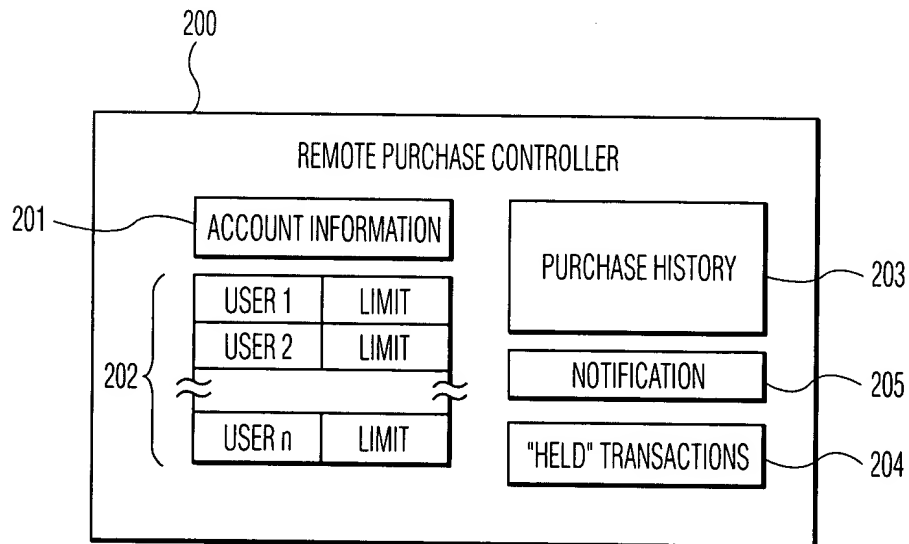 200
REMOTE PURCHASE CONTROLLER
201
ACCOUNT INFORMATION
202
USER 1 LIMIT
USER 2 LIMIT
USER n LIMIT
PURCHASE HISTORY
203
NOTIFICATION
205
"HELD" TRANSACTIONS
204